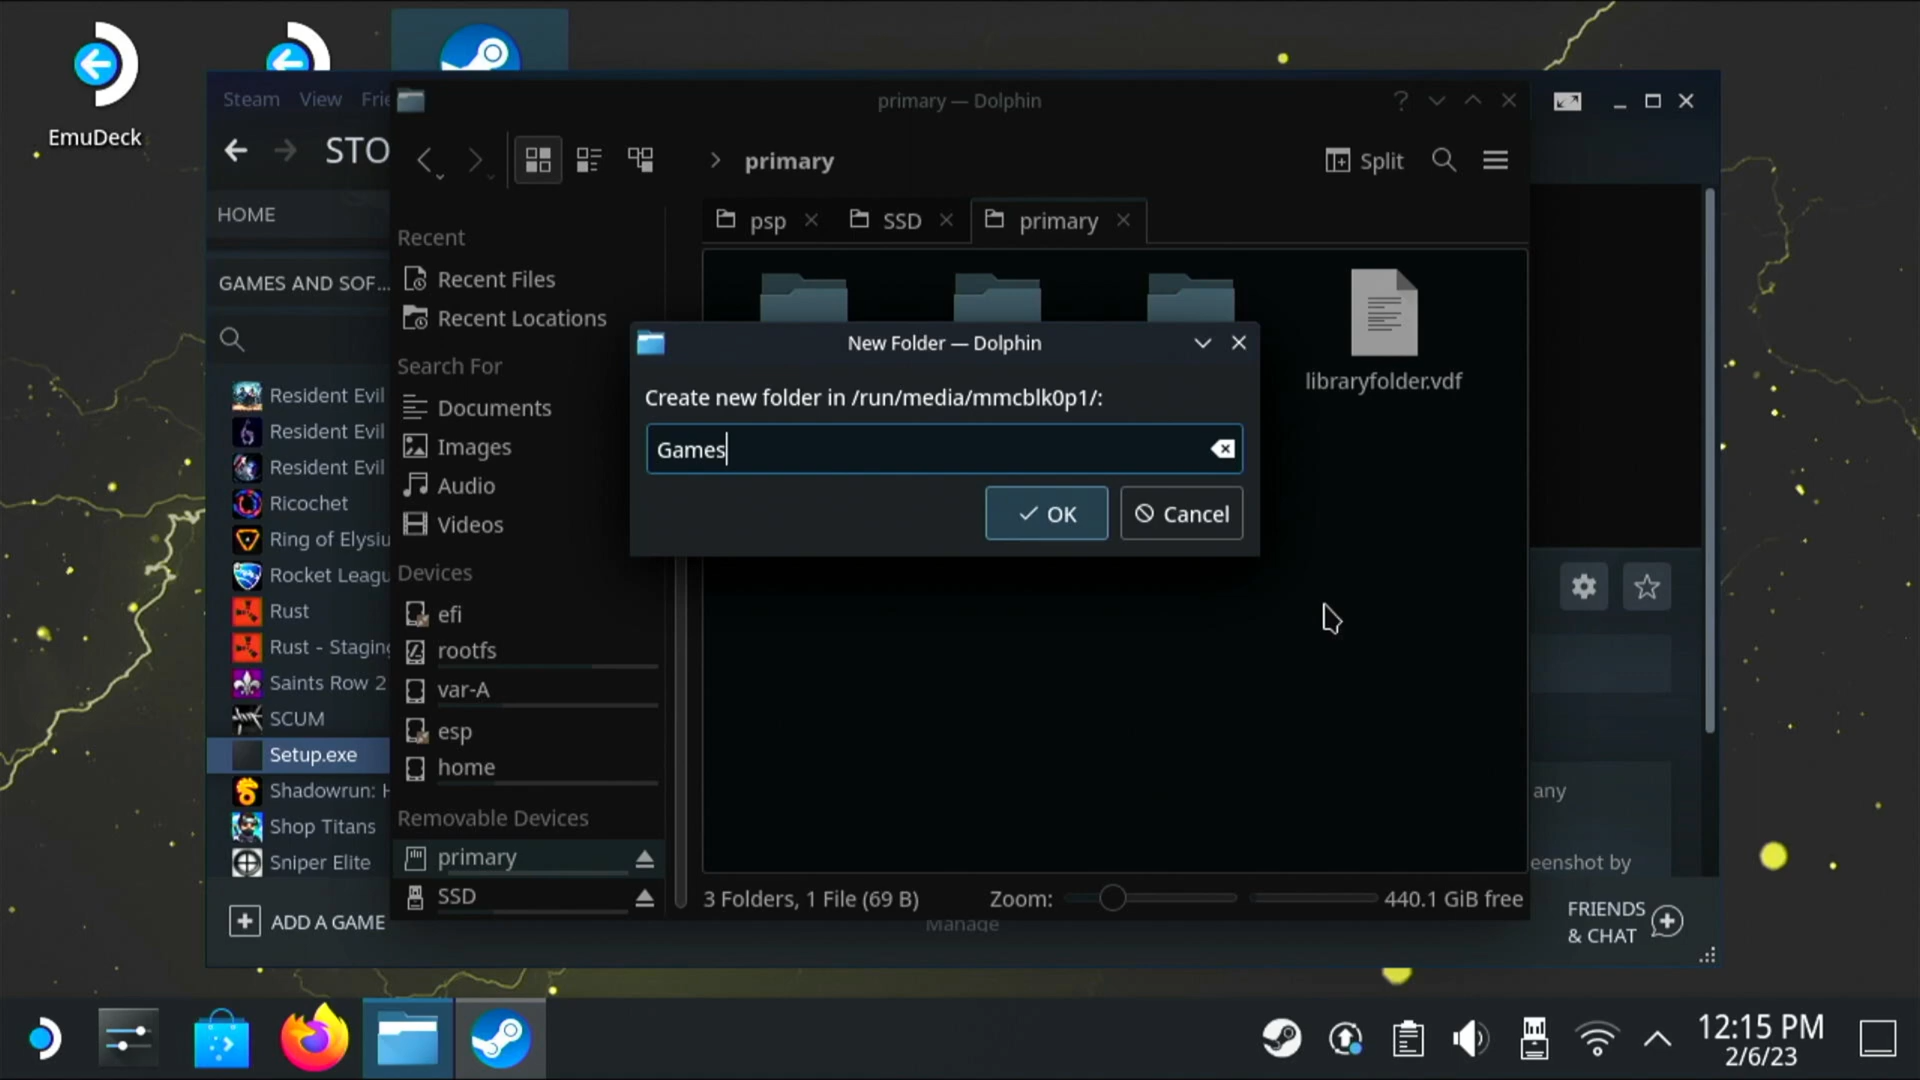 EmuDeck
Steam View Frie
primary — Dolphin
STO
primary
Split
HOME
psp
SSD
primary
Recent
GAMES AND SOF...
Recent Files
Recent Locations
New Folder — Dolphin
Search For
libraryfolder.vdf
Create new folder in /run/media/mmcblk0p1/:
Resident Evil
Documents
Resident Evil
Images
Games
Resident Evil
Audio
Ricochet
OK
Cancel
Videos
Ring of Elysiu
Devices
Rocket Leagu
efi
Rust
rootfs
Rust - Staging
Saints Row 2
var-A
SCUM
esp
Setup.exe
home
Shadowrun: H
any
Removable Devices
Shop Titans
primary
Sniper Elite
eenshot by
SSD
3 Folders, 1 File (69 B)
Zoom:
440.1 GiB free
ADD A GAME
Manage
FRIENDS
& CHAT
12:15 PM
2/6/23